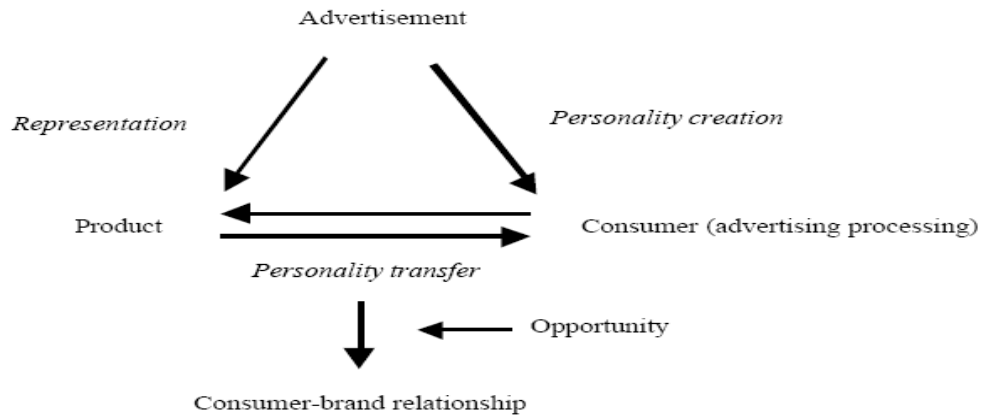 Advertisement
Representation
Personality creation
Product
Consumer (advertising processing)
Personality transfer
Opportunity
Consumer-brand relationship